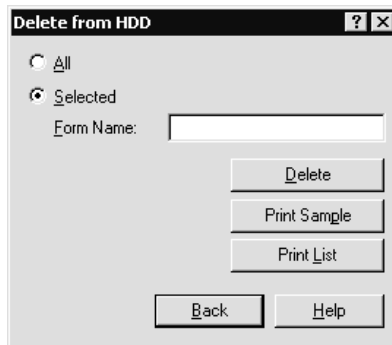 Delete from HDD
All
Selected
Form Name:
Delete
Print Sample
Print List
Back Help